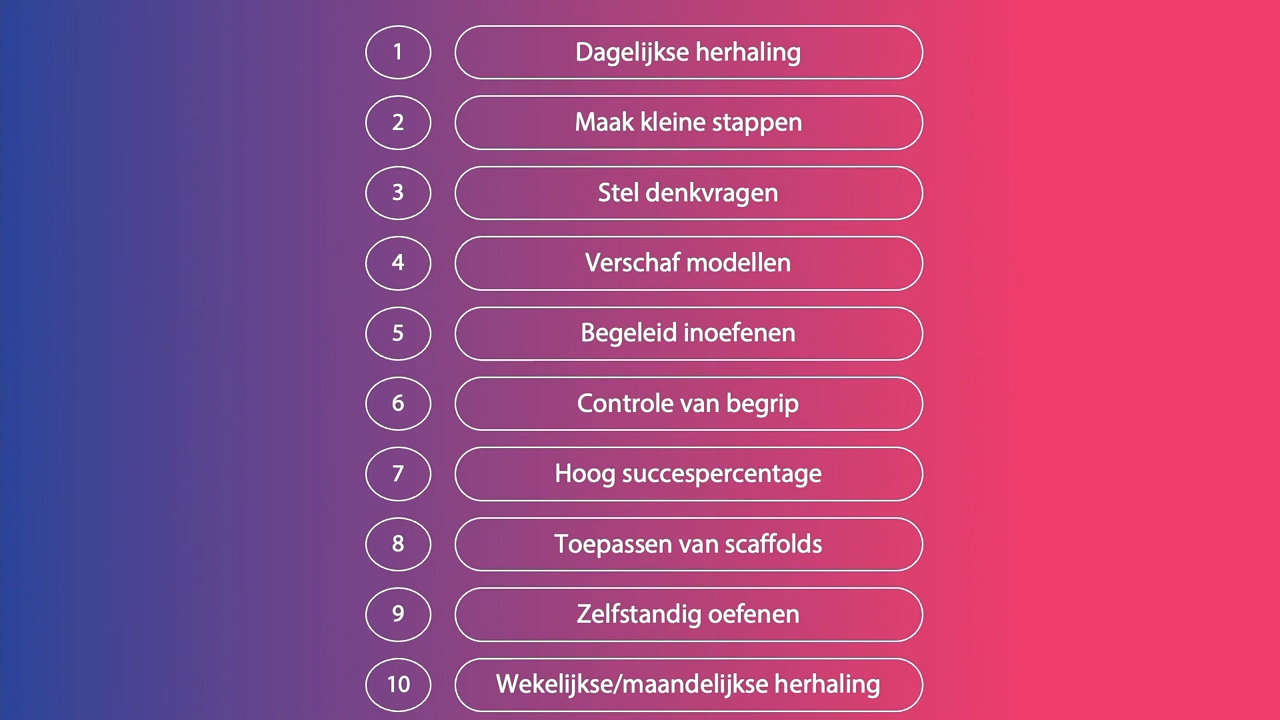 1 Dagelijkse herhaling
2 Maak kleine stappen
3 Stel denkvragen
4 Verschaf modellen
5 Begeleid inoefenen
6 Controle van begrip
7 Hoog succespercentage
8 Toepassen van scaffolds
9 Zelfstandig oefenen
10 Wekelijkse/maandelijkse herhaling